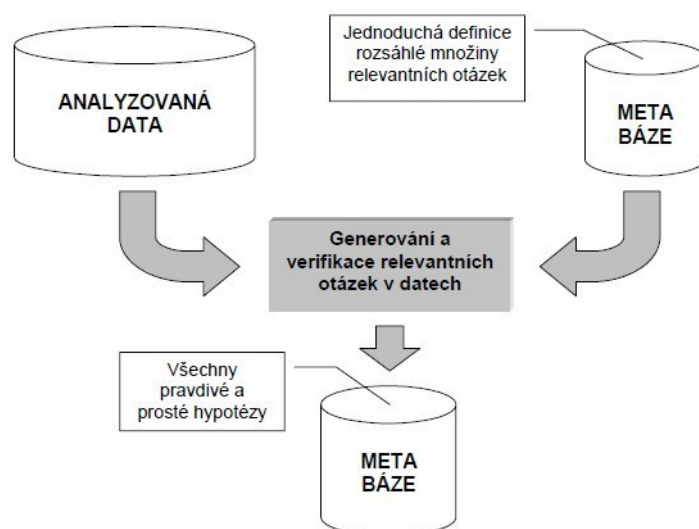 ANALYZOVANÁ
DATA
Jednoduchá definice
rozsáhlé množiny
relevantních otázek
META
BÁZE
Generování a
verifikace relevantních
otázek v datech
Všechny
pravdivé a
prosté hypotézy
META
BÁZE